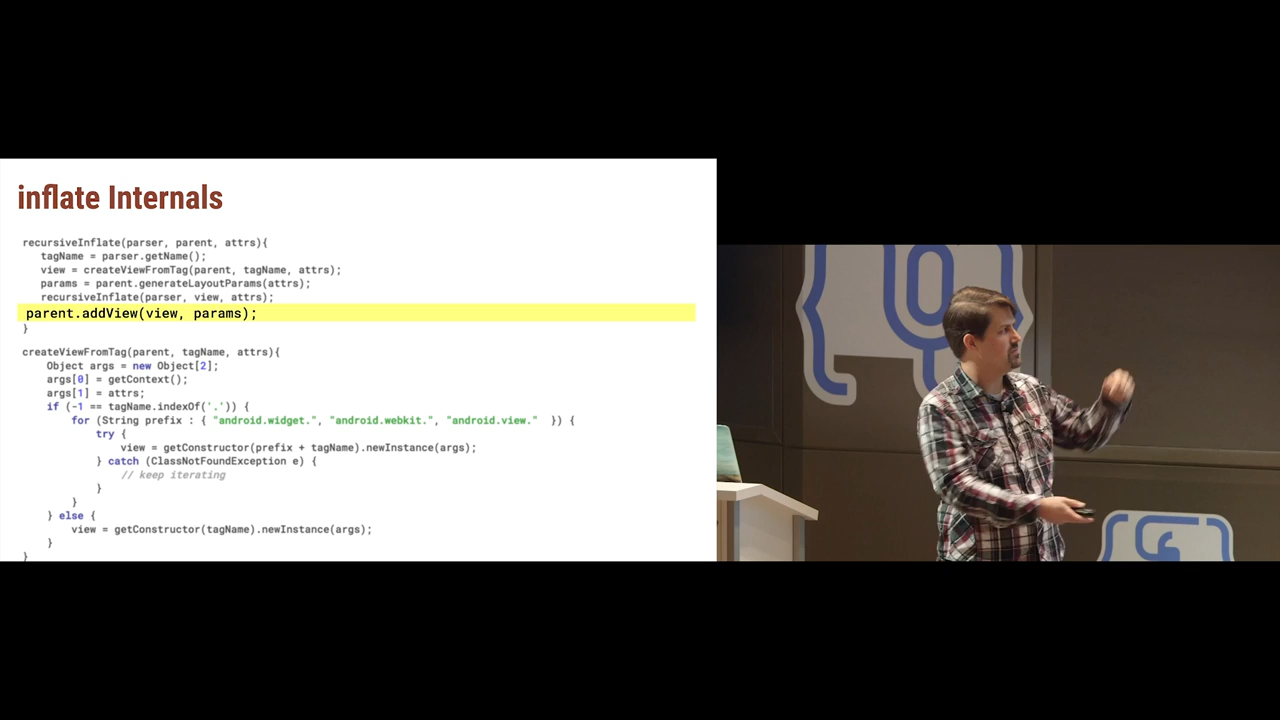 inflate Internals
recursiveInflate(parser, parent, attrs){
tagName = parser.getName();
view = createViewFromTag(parent, tagName, attrs);
params = parent.generateLayoutParams(attrs);
recursiveInflate(parser, view, attrs);
parent.addView(view, params);
}
createViewFromTag(parent, tagName, attrs){
Object args = new Object[2];
args[0] = getContext();
args[1] = attrs;
if (-1 == tagName.indexOf('.')) {
for (String prefix : { "android.widget.", "android.webkit.", "android.view."  }) {
try {
view = getConstructor(prefix + tagName).newInstance(args);
} catch (ClassNotFoundException e) {
// keep iterating
}
}
} else {
view = getConstructor(tagName).newInstance(args);
}
}